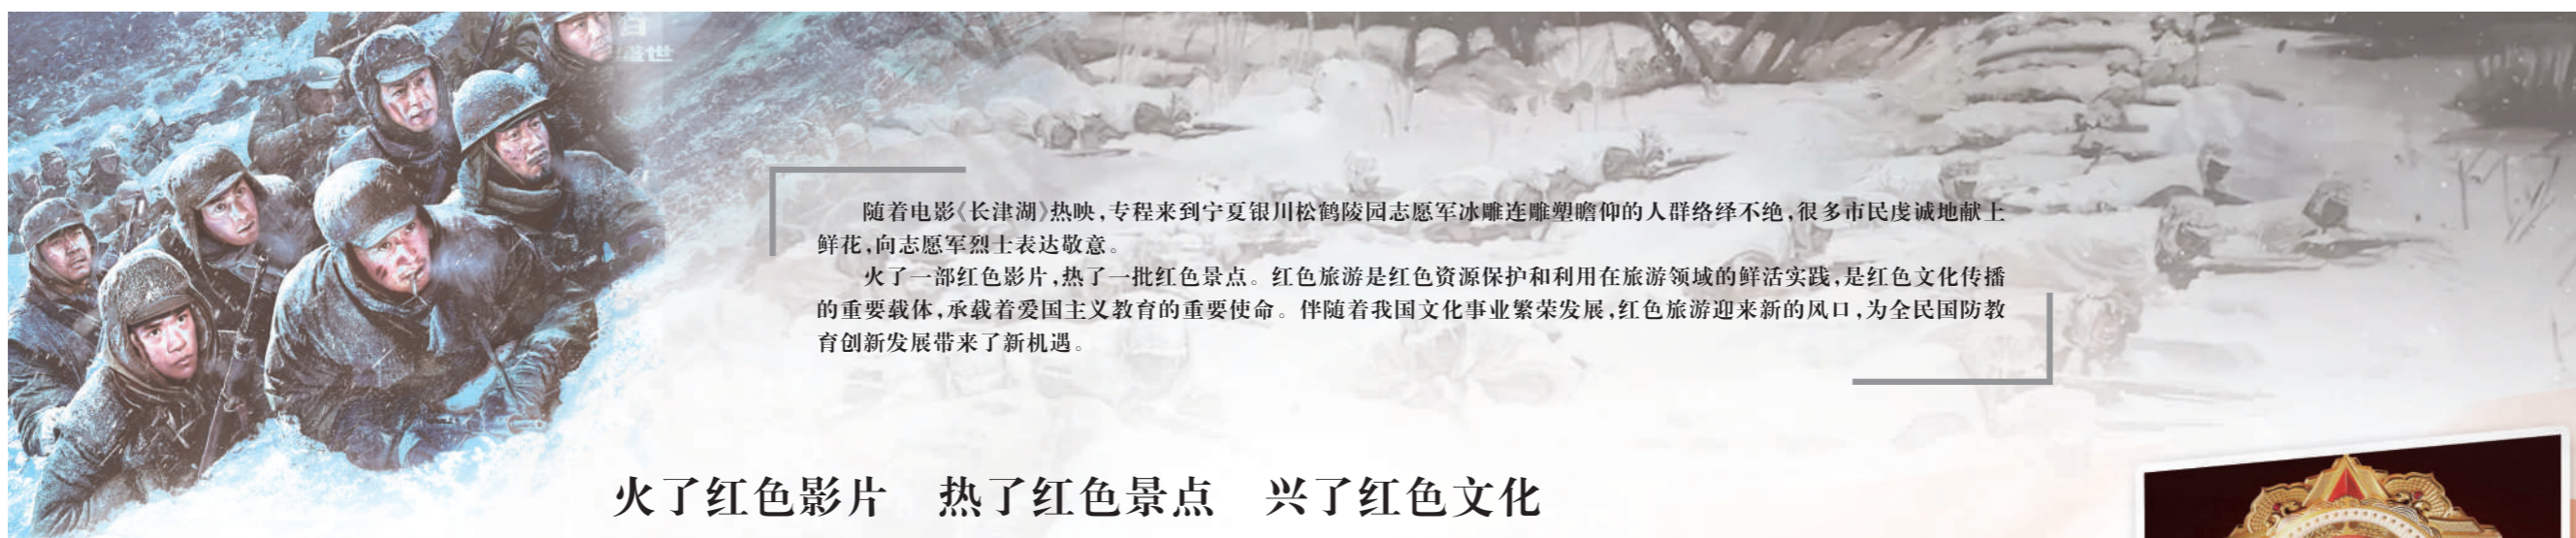 盛世
随着电影《长津湖》热映,专程来到宁夏银川松鹤陵园志愿军冰雕连雕塑瞻仰的人群络绎不绝,很多市民虔诚地献上
鲜花,向志愿军烈士表达敬意。
火了一部红色影片,热了一批红色景点。红色旅游是红色资源保护和利用在旅游领域的鲜活实践,是红色文化传播
的重要载体,承载着爱国主义教育的重要使命。伴随着我国文化事业繁荣发展,红色旅游迎来新的风口,为全民国防教
育创新发展带来了新机遇。
火了红色影片 热了红色景点 兴了红色文化